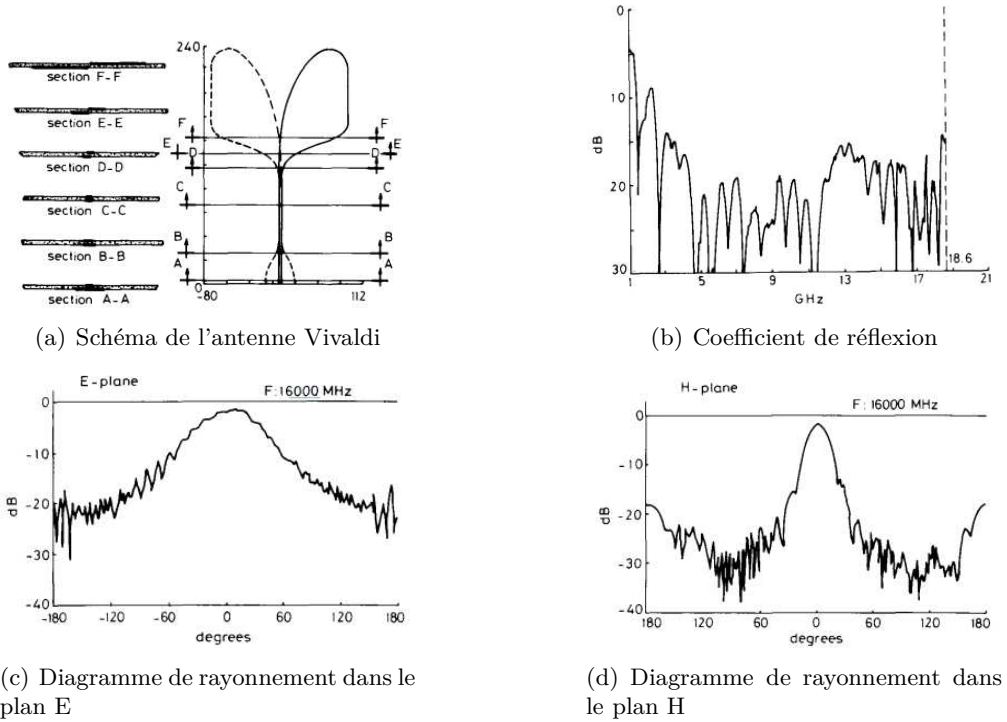 240
section F-F
section E-E
section D-D
section C-C
section B-B
section A-A
F F
E E
D D
C C
B B
A A
0
-80 112
(a) Schéma de l'antenne Vivaldi
0
10
20
30
dB
18.6
1 5 9 13 17 21
GHz
(b) Coefficient de réflexion
E-plane
F:16000 MHz
0
-10
-20
-30
-40
dB
-180 -120 -60 0 60 120 180
degrees
(c) Diagramme de rayonnement dans le
plan E
H-plane
F:16000 MHz
0
-10
-20
-30
-40
dB
180 120 60 0 60 120 180
degrees
(d) Diagramme de rayonnement dans
le plan H